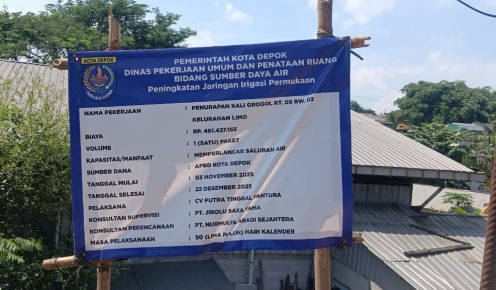 KOTA DEPOK
PEMERINTAH KOTA DEPOK
DINAS PEKERJAAN UMUM DAN PENATAAN RUANG
BIDANG SUMBER DAYA AIR
Peningkatan Jaringan Irigasi Permukaan
NAMA PEKERJAAN : PENURAPAN KALI GROGOL RT. 05 RW. 03
KELURAHAN LIMO
BIAYA : RP. 461.437.165
VOLUME : 1 (SATU) PAKET
KAPASITAS/MANFAAT : MEMPERLANCAR SALURAN AIR
SUMBER DANA : APBD KOTA DEPOK
TANGGAL MULAI : 03 NOVEMBER 2025
TANGGAL SELESAI : 22 DESEMBER 2025
PELAKSANA : CV PUTRA TINGGAL PANTURA
KONSULTAN SUPERVISI : PT. JIROLU SAKA TAMA
KONSULTAN PERENCANAAN : PT. NURMULYA ABADI SEJAHTERA
MASA PELAKSANAAN : 50 (LIMA PULUH) HARI KALENDER